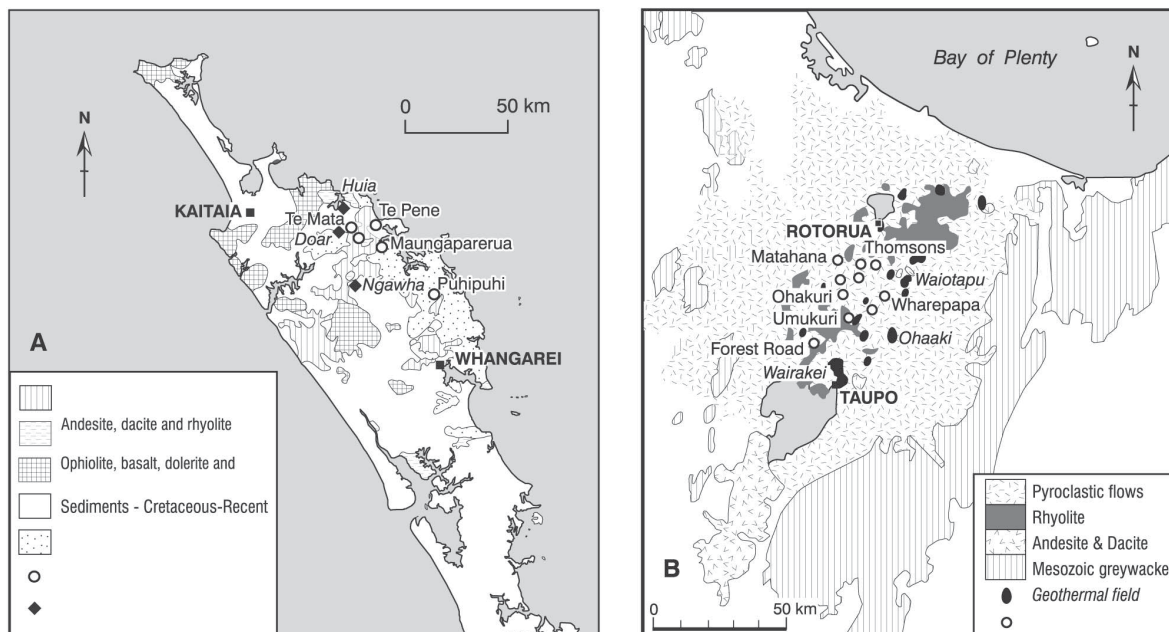 N
0 50 km
Huia
KAITAIA
Te Mata
Te Pene
Doar
Maungaparerua
Ngawha
Puhipuhi
A
WHANGAREI
Andesite, dacite and rhyolite
Ophiolite, basalt, dolerite and
Sediments - Cretaceous-Recent
Bay of Plenty
N
ROTORUA
Thomsons
Matahana
Waiotapu
Ohakuri
Wharepapa
Umukuri
Ohaaki
Forest Road
Wairakei
TAUPO
B
0 50 km
Pyroclastic flows
Rhyolite
Andesite & Dacite
Mesozoic greywacke
Geothermal field